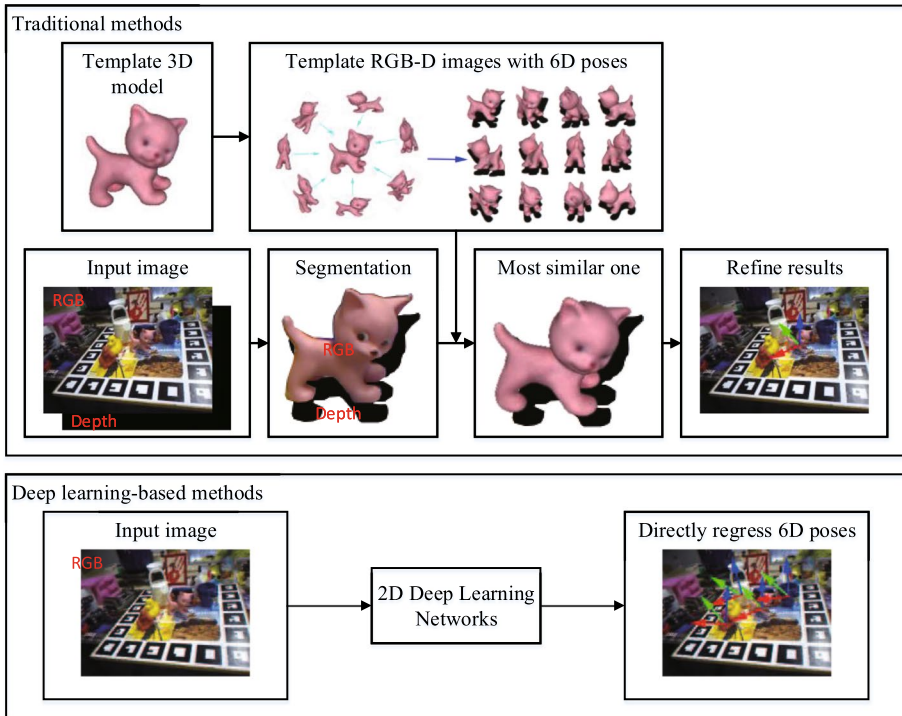 Traditional methods
Template 3D
model
Template RGB-D images with 6D poses
Input image
RGB
Depth
Segmentation
RGB
Depth
Most similar one
Refine results
Deep learning-based methods
Input image
RGB
2D Deep Learning
Networks
Directly regress 6D poses